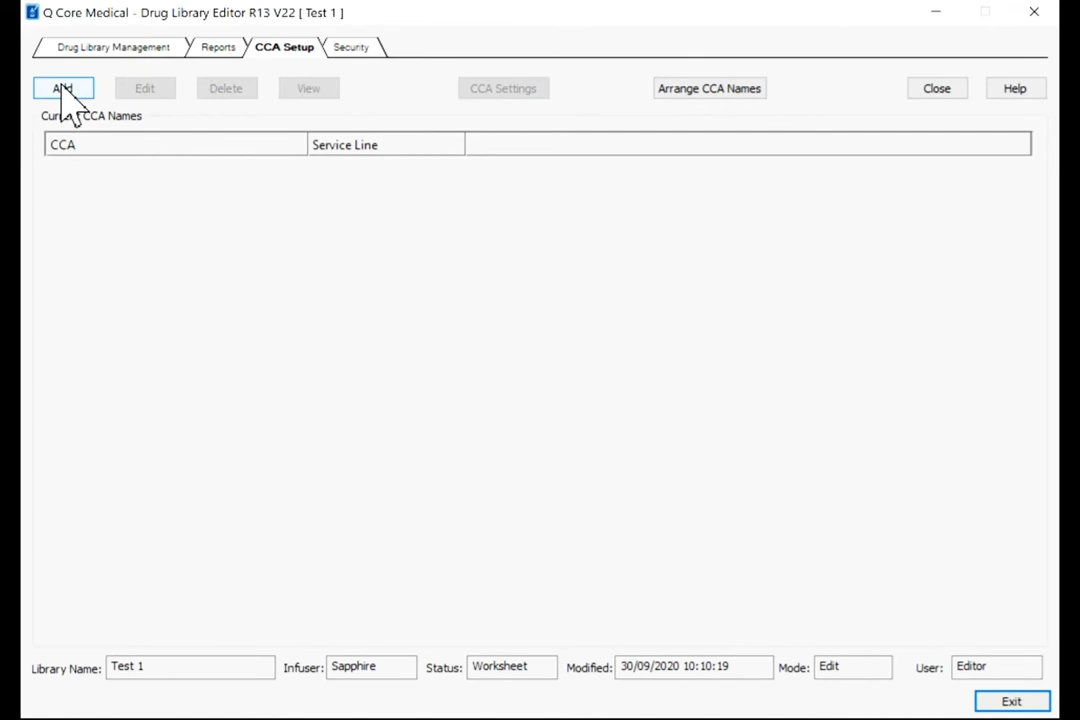 Q Core Medical - Drug Library Editor R13 V22 [ Test 1 ]
Drug Library Management Reports CCA Setup Security
Edit Delete View CCA Settings Arrange CCA Names Close Help
CCA Names
CCA Service Line
Library Name: Test 1 Infuser: Sapphire Status: Worksheet Modified: 30/09/2020 10:10:19 Mode: Edit User: Editor
Exit